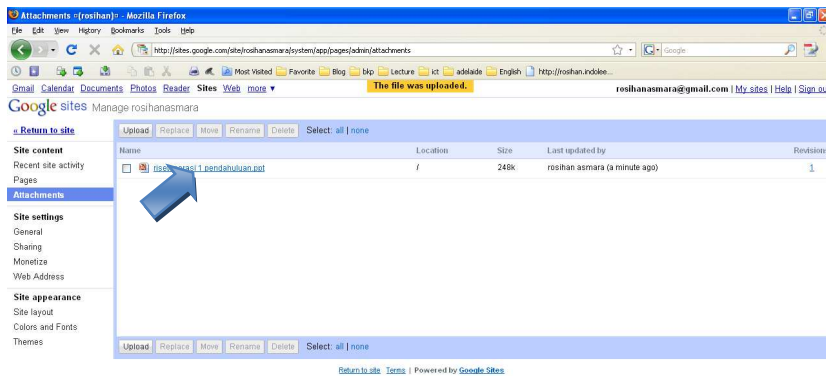 Attachments ¤(rosihan)¤ - Mozilla Firefox
File Edit View History Bookmarks Tools Help
http://sites.google.com/site/rosihanasmara/system/app/pages/admin/attachments
Google
Most Visited Favorite Blog bkp Lecture ict adelaide English http://rosihan.indolee...
Gmail Calendar Documents Photos Reader Sites Web more ▼
The file was uploaded.
rosihanasmara@gmail.com | My sites | Help | Sign ou
Google sites Manage rosihanasmara
« Return to site
Upload Replace Move Rename Delete Select: all | none
Site content
Name Location Size Last updated by Revision
Recent site activity
pendahuluan.ppt / 248k rosihan asmara (a minute ago) 1
Pages
Attachments
Site settings
General
Sharing
Monetize
Web Address
Site appearance
Site layout
Colors and Fonts
Themes
Upload Replace Move Rename Delete Select: all | none
Return to site Terms | Powered by Google Sites